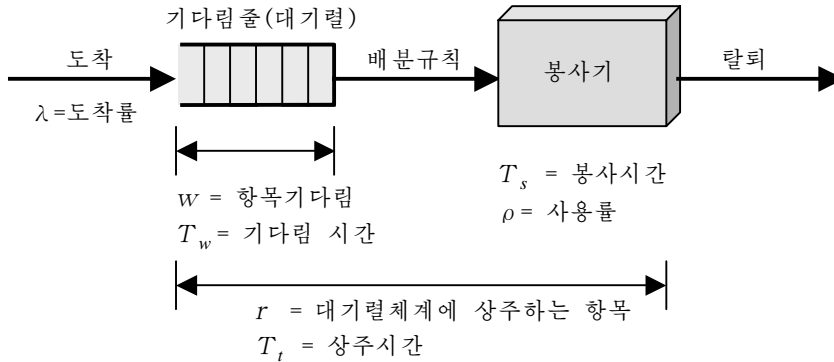 기다림줄(대기렬)
도착
배분규칙
봉사기
탈퇴
λ=도착률
w = 항목기다림
T_w = 기다림 시간
T_s = 봉사시간
ρ = 사용률
r = 대기렬체계에 상주하는 항목
T_t = 상주시간